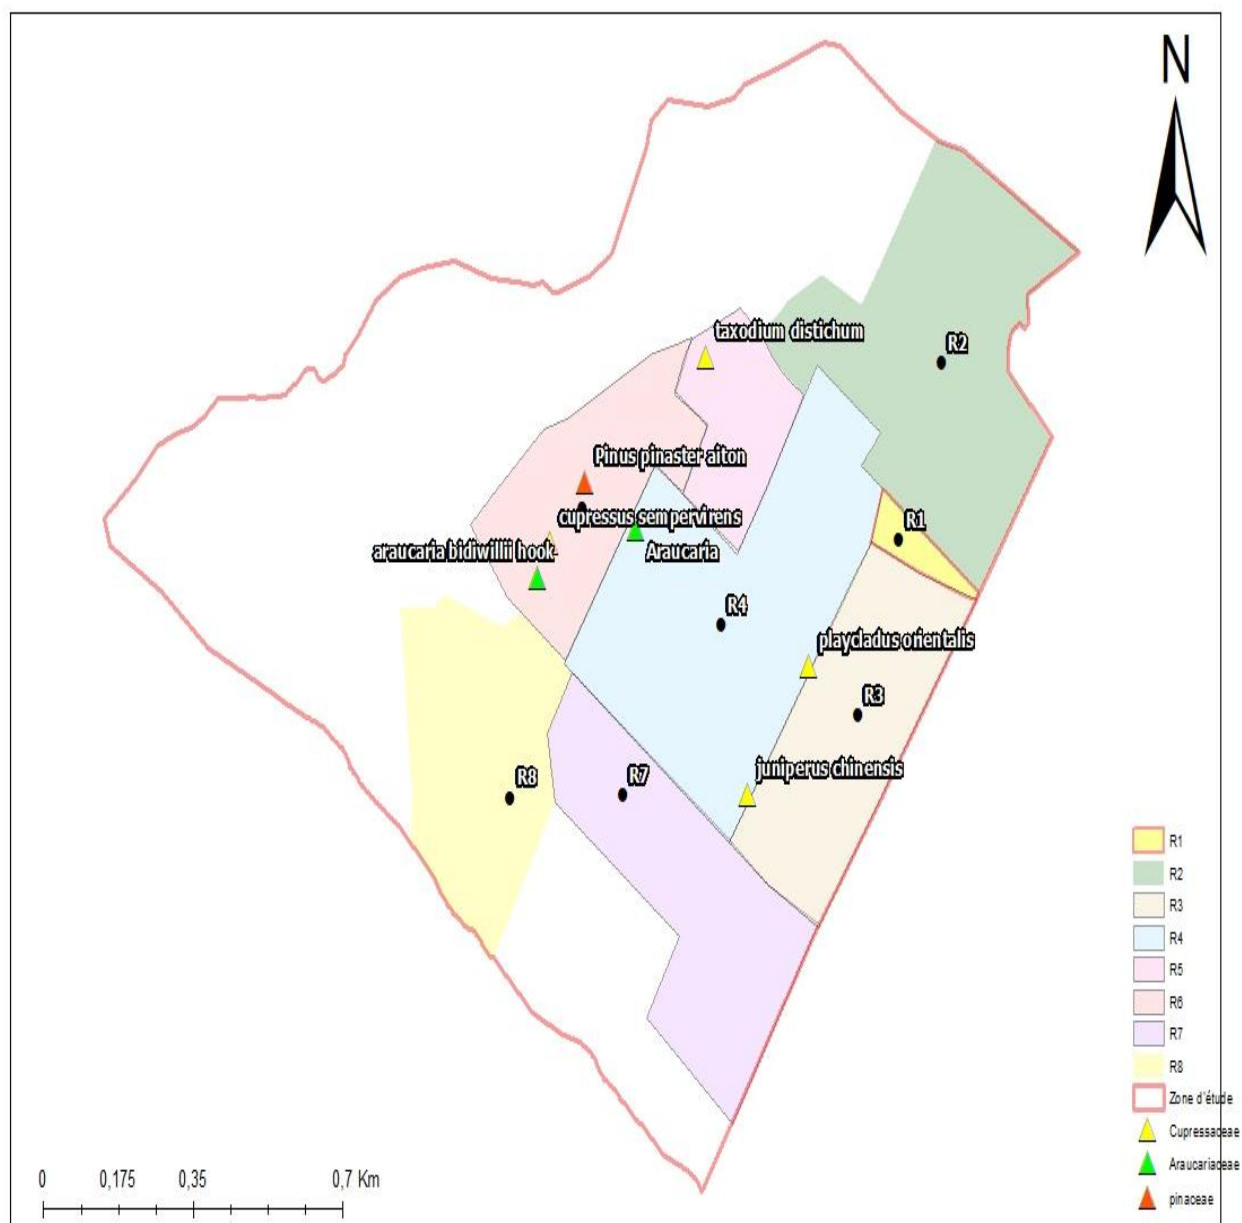 N
taxodium distichum
R2
Pinus pinaster aiton
cupressus sempervirens
R1
araucaria bidiwillii hook
Araucaria
R4
playcladus orientalis
R3
juniperus chinensis
R8
R7
R1
R2
R3
R4
R5
R6
R7
R8
Zone d'étude
Cupressaceae
Araucariaceae
pinaceae
0 0,175 0,35 0,7 Km